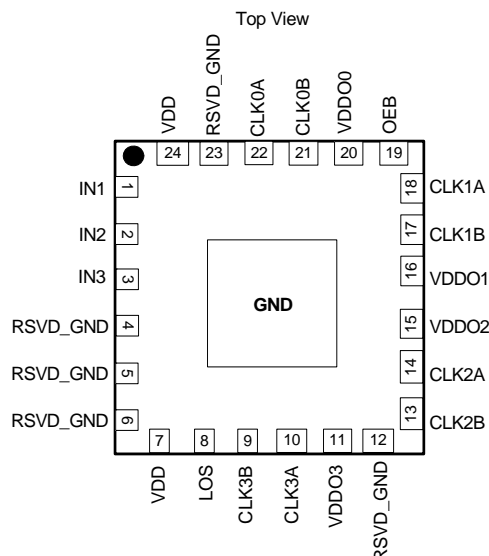 Top View
VDD
RSVD_GND
CLK0A
CLK0B
VDDO0
OEB
24
23
22
21
20
19
IN1
1
18
CLK1A
IN2
2
17
CLK1B
IN3
3
16
VDDO1
GND
RSVD_GND
4
15
VDDO2
RSVD_GND
5
14
CLK2A
RSVD_GND
6
13
CLK2B
7
8
9
10
11
12
VDD
LOS
CLK3B
CLK3A
VDDO3
RSVD_GND